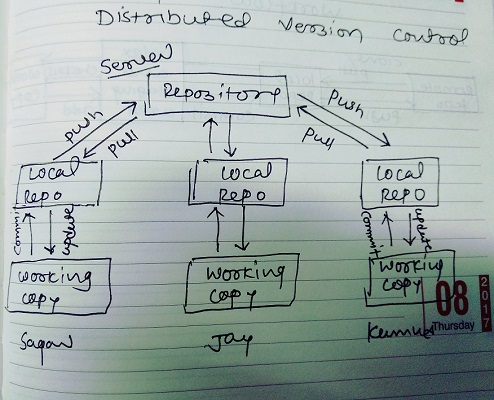 Distributed Version Control
Server
Repository
push
pull
push
pull
Local
Repo
Local
Repo
Local
Repo
commit
update
commit
update
Working
copy
Working
copy
Working
copy
Sagar
Jay
08
Thursday
2017